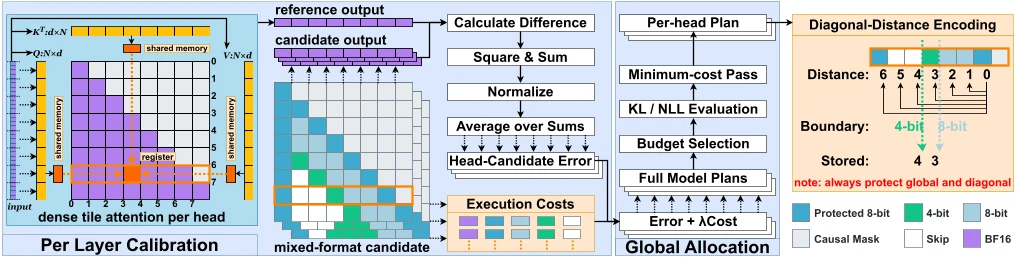 Kᵀ:d×N
Q:N×d
shared memory
V:N×d
0
1
2
3
4
5
6
7
shared memory
register
shared memory
input
0 1 2 3 4 5 6 7
dense tile attention per head
Per Layer Calibration
reference output
candidate output
mixed-format candidate
Calculate Difference
Square & Sum
Normalize
Average over Sums
Head-Candidate Error
Execution Costs
Per-head Plan
Minimum-cost Pass
KL / NLL Evaluation
Budget Selection
Full Model Plans
Error + λCost
Global Allocation
Diagonal-Distance Encoding
Distance: 6 5 4 3 2 1 0
Boundary: 4-bit 8-bit
Stored: 4 3
note: always protect global and diagonal
Protected 8-bit
4-bit
8-bit
Causal Mask
Skip
BF16